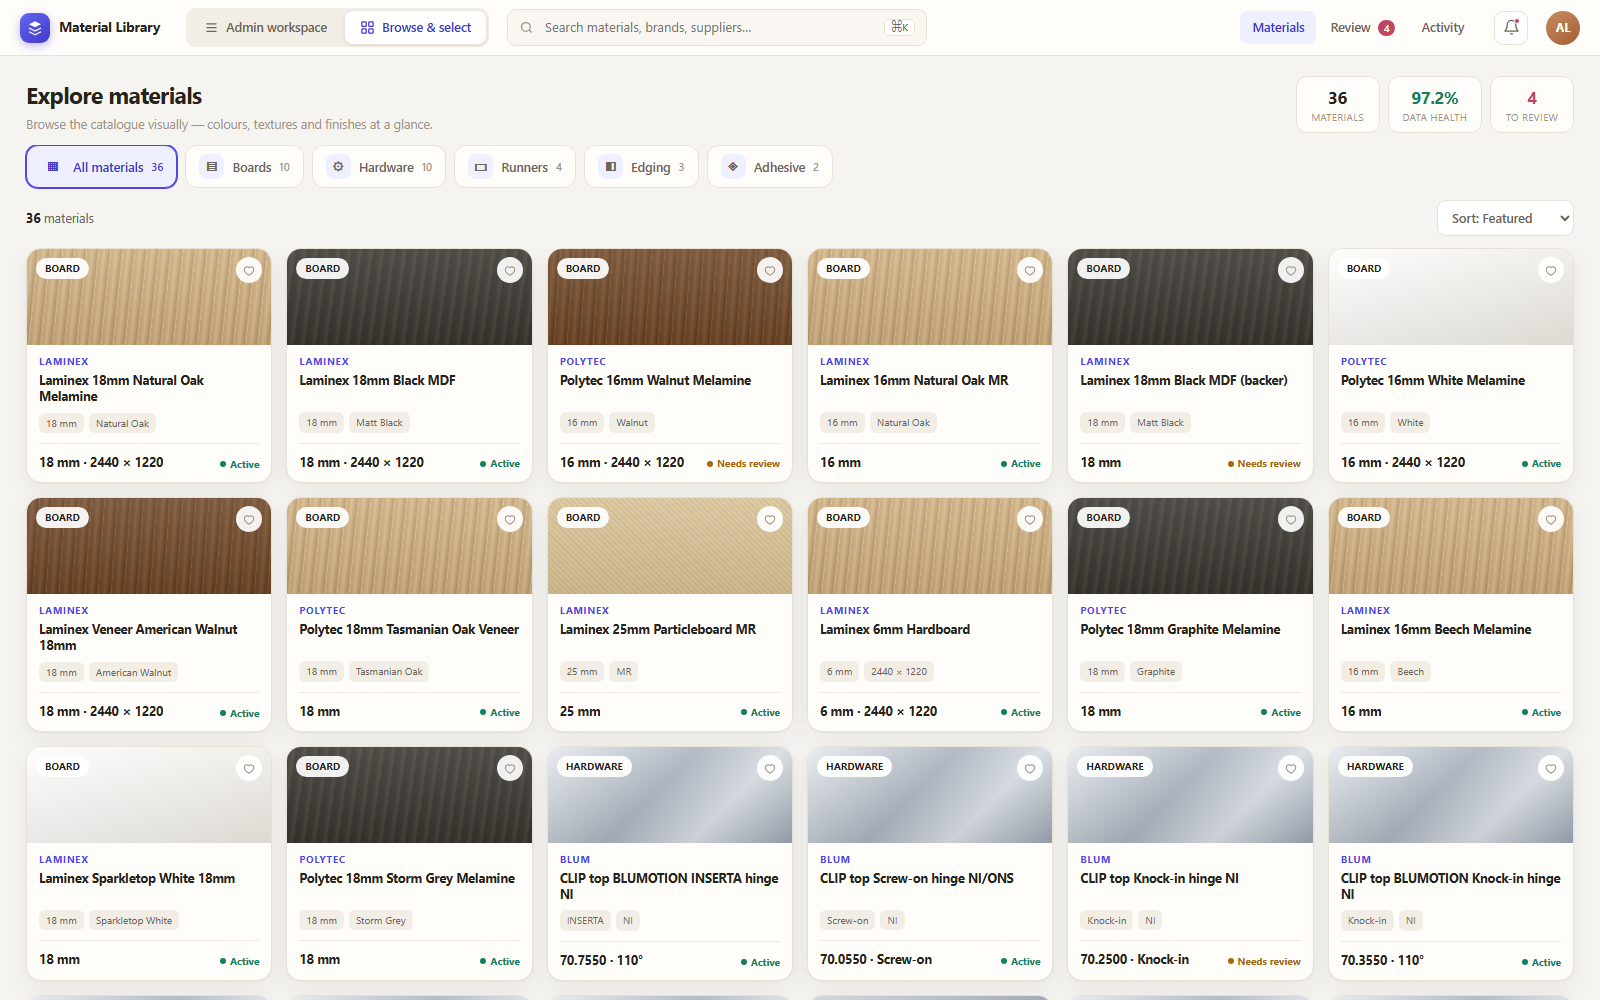 Material Library
Admin workspace
Browse & select
Search materials, brands, suppliers...
⌘K
Materials
Review 4
Activity
AL
Explore materials
Browse the catalogue visually — colours, textures and finishes at a glance.
36
MATERIALS
97.2%
DATA HEALTH
4
TO REVIEW
All materials 36
Boards 10
Hardware 10
Runners 4
Edging 3
Adhesive 2
36 materials
Sort: Featured
BOARD
LAMINEX
Laminex 18mm Natural Oak
Melamine
18 mm
Natural Oak
18 mm · 2440 × 1220
Active
BOARD
LAMINEX
Laminex 18mm Black MDF
18 mm
Matt Black
18 mm · 2440 × 1220
Active
BOARD
POLYTEC
Polytec 16mm Walnut Melamine
16 mm
Walnut
16 mm · 2440 × 1220
Needs review
BOARD
LAMINEX
Laminex 16mm Natural Oak MR
16 mm
Natural Oak
16 mm
Active
BOARD
LAMINEX
Laminex 18mm Black MDF (backer)
18 mm
Matt Black
18 mm
Needs review
BOARD
POLYTEC
Polytec 16mm White Melamine
16 mm
White
16 mm · 2440 × 1220
Active
BOARD
LAMINEX
Laminex Veneer American Walnut
18mm
18 mm
American Walnut
18 mm · 2440 × 1220
Active
BOARD
POLYTEC
Polytec 18mm Tasmanian Oak Veneer
18 mm
Tasmanian Oak
18 mm
Active
BOARD
LAMINEX
Laminex 25mm Particleboard MR
25 mm
MR
25 mm
Active
BOARD
LAMINEX
Laminex 6mm Hardboard
6 mm
2440 × 1220
6 mm · 2440 × 1220
Active
BOARD
POLYTEC
Polytec 18mm Graphite Melamine
18 mm
Graphite
18 mm
Active
BOARD
LAMINEX
Laminex 16mm Beech Melamine
16 mm
Beech
16 mm
Active
BOARD
LAMINEX
Laminex Sparkletop White 18mm
18 mm
Sparkletop White
18 mm
Active
BOARD
POLYTEC
Polytec 18mm Storm Grey Melamine
18 mm
Storm Grey
18 mm
Active
HARDWARE
BLUM
CLIP top BLUMOTION INSERTA hinge
NI
INSERTA
NI
70.7550 · 110°
Active
HARDWARE
BLUM
CLIP top Screw-on hinge NI/ONS
Screw-on
NI
70.0550 · Screw-on
Active
HARDWARE
BLUM
CLIP top Knock-in hinge NI
Knock-in
NI
70.2500 · Knock-in
Needs review
HARDWARE
BLUM
CLIP top BLUMOTION Knock-in hinge
NI
Knock-in
NI
70.3550 · 110°
Active